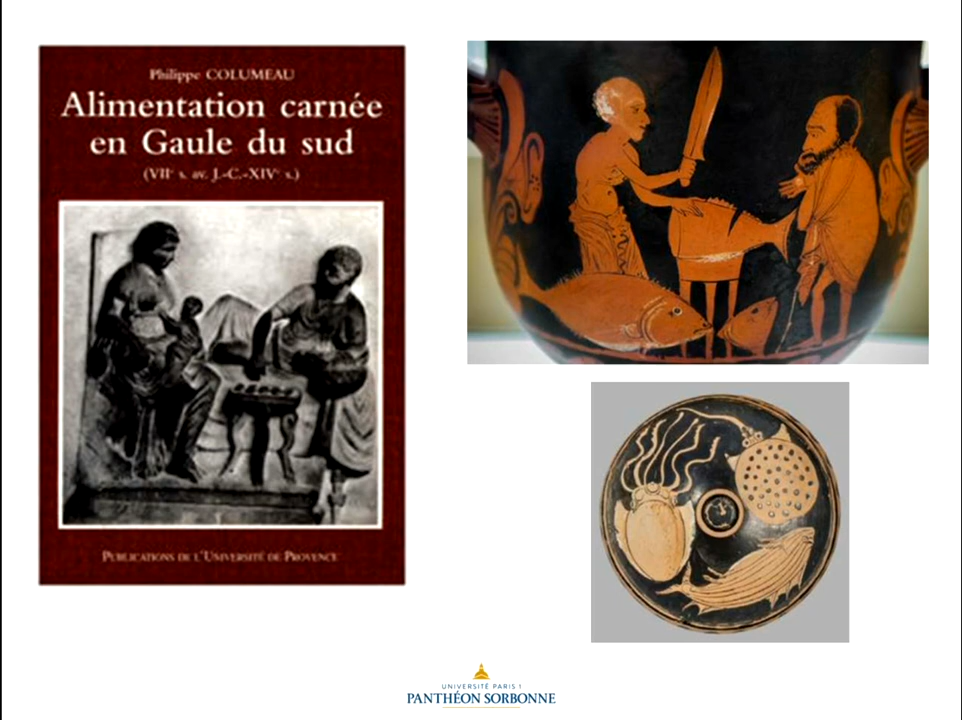 Philippe COLUMEAU
Alimentation carnée
en Gaule du sud
(VIIᵉ s. av. J.-C.-XIVᵉ s.)
PUBLICATIONS DE L'UNIVERSITÉ DE PROVENCE
UNIVERSITÉ PARIS 1
PANTHÉON SORBONNE